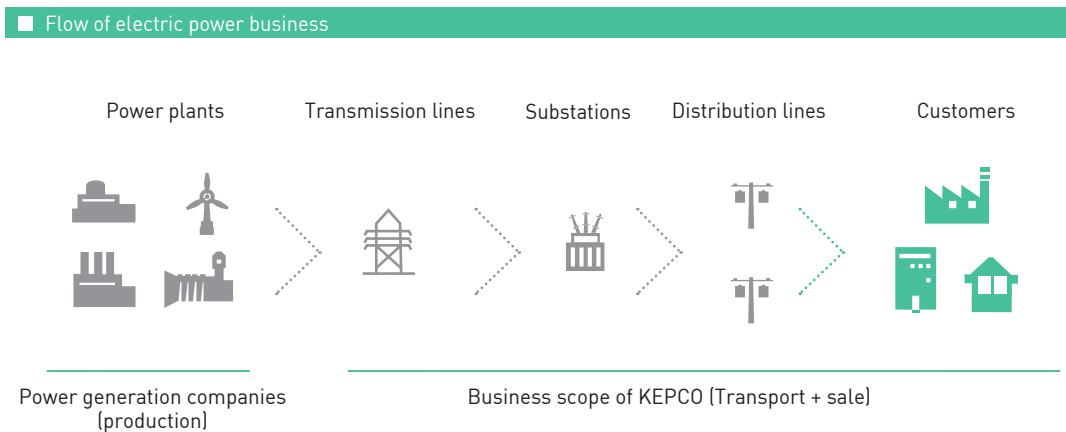 Flow of electric power business
Power plants
Transmission lines
Substations
Distribution lines
Customers
Power generation companies
(production)
Business scope of KEPCO (Transport + sale)